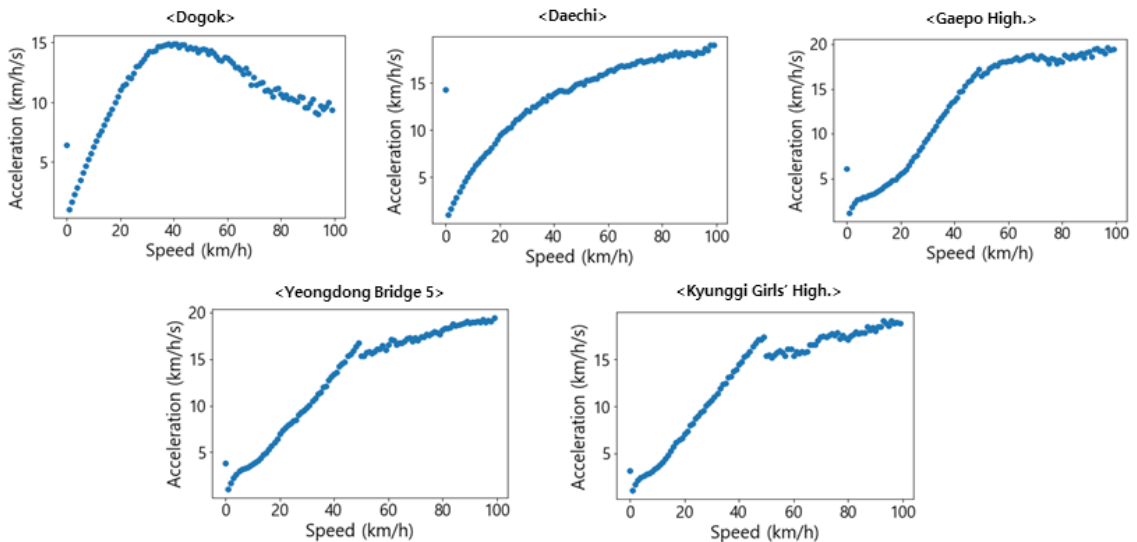 <Dogok>
Acceleration (km/h/s)
15
10
5
0 20 40 60 80 100
Speed (km/h)
<Daechi>
Acceleration (km/h/s)
15
10
5
0 20 40 60 80 100
Speed (km/h)
<Gaepo High.>
Acceleration (km/h/s)
20
15
10
5
0 20 40 60 80 100
Speed (km/h)
<Yeongdong Bridge 5>
Acceleration (km/h/s)
20
15
10
5
0 20 40 60 80 100
Speed (km/h)
<Kyunggi Girls´ High.>
Acceleration (km/h/s)
15
10
5
0 20 40 60 80 100
Speed (km/h)